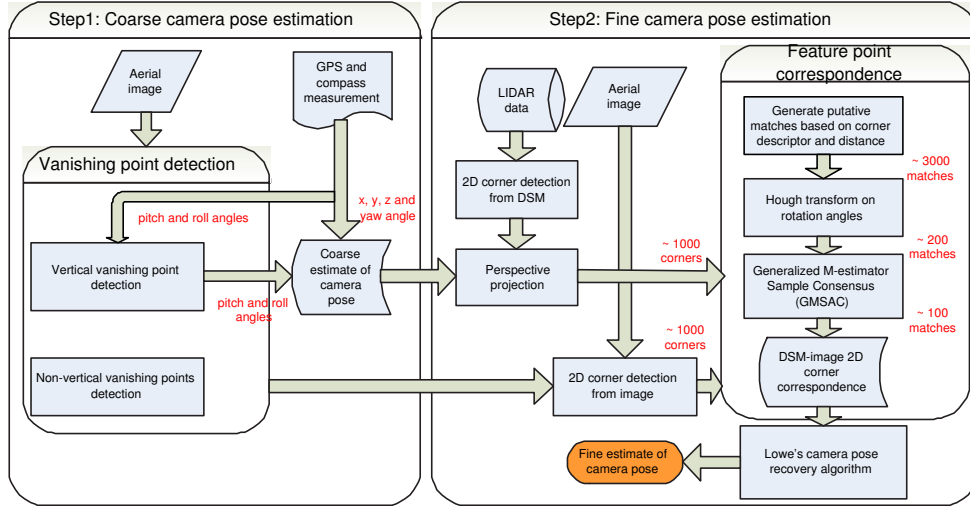 Step1: Coarse camera pose estimation
Aerial
image
GPS and
compass
measurement
Vanishing point detection
pitch and roll angles
x, y, z and
yaw angle
Vertical vanishing point
detection
pitch and roll
angles
Coarse
estimate of
camera
pose
Non-vertical vanishing points
detection
Step2: Fine camera pose estimation
LIDAR
data
Aerial
image
2D corner detection
from DSM
Perspective
projection
~ 1000
corners
~ 1000
corners
2D corner detection
from image
Feature point
correspondence
Generate putative
matches based on corner
descriptor and distance
~ 3000
matches
Hough transform on
rotation angles
~ 200
matches
Generalized M-estimator
Sample Consensus
(GMSAC)
~ 100
matches
DSM-image 2D
corner
correspondence
Lowe's camera pose
recovery algorithm
Fine estimate of
camera pose